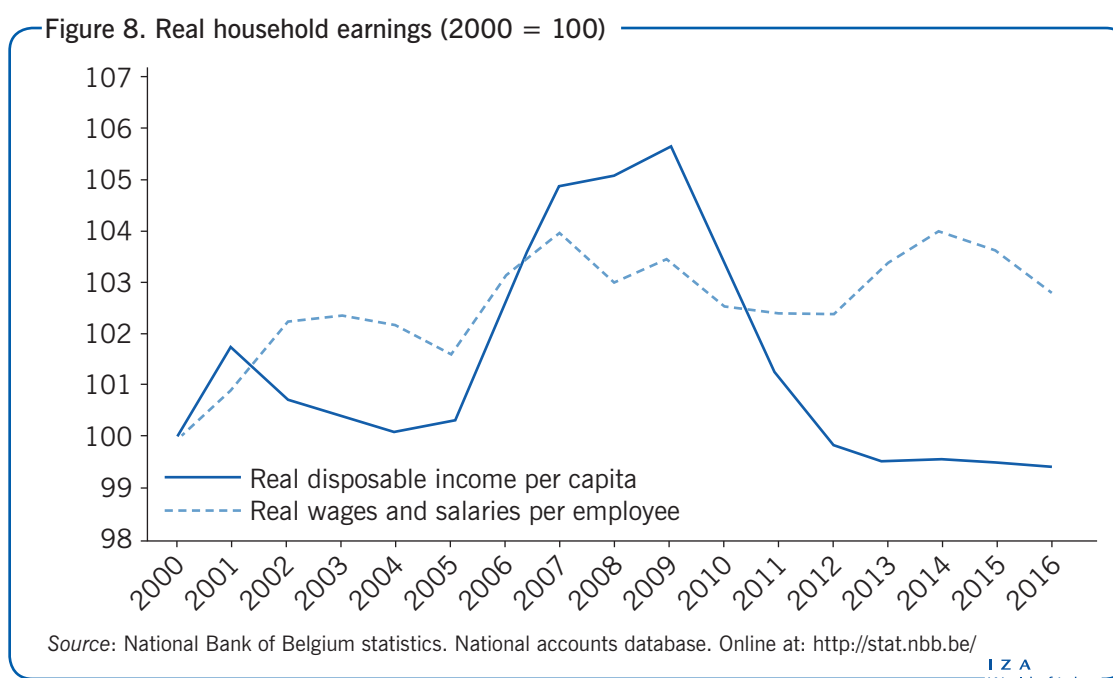 Figure 8. Real household earnings (2000 = 100)
107
106
105
104
103
102
101
100
99
98
Real disposable income per capita
Real wages and salaries per employee
2000 2001 2002 2003 2004 2005 2006 2007 2008 2009 2010 2011 2012 2013 2014 2015 2016
Source: National Bank of Belgium statistics. National accounts database. Online at: http://stat.nbb.be/
I Z A